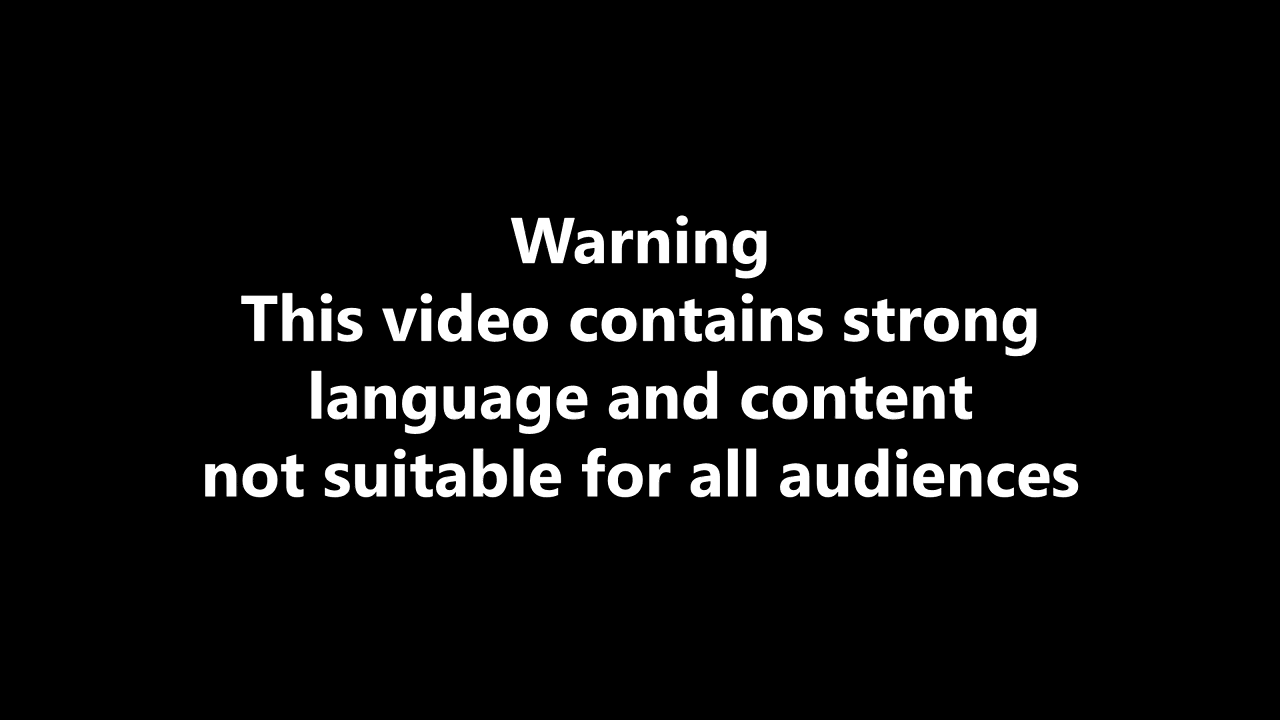 Warning
This video contains strong
language and content
not suitable for all audiences